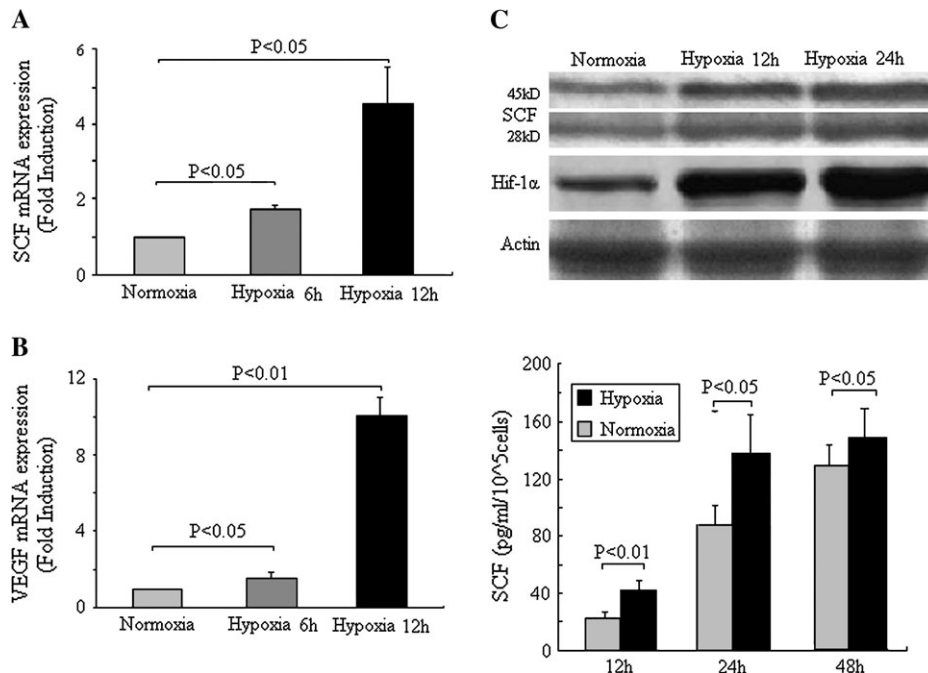 A
SCF mRNA expression
(Fold Induction)
6
4
2
0
P<0.05
P<0.05
Normoxia
Hypoxia 6h
Hypoxia 12h
B
VEGF mRNA expression
(Fold Induction)
12
8
4
0
P<0.01
P<0.05
Normoxia
Hypoxia 6h
Hypoxia 12h
C
Normoxia
Hypoxia 12h
Hypoxia 24h
45kD
SCF
28kD
Hif-1α
Actin
SCF (pg/ml/10^5cells)
200
160
120
80
40
0
Hypoxia
Normoxia
P<0.01
P<0.05
P<0.05
12h
24h
48h